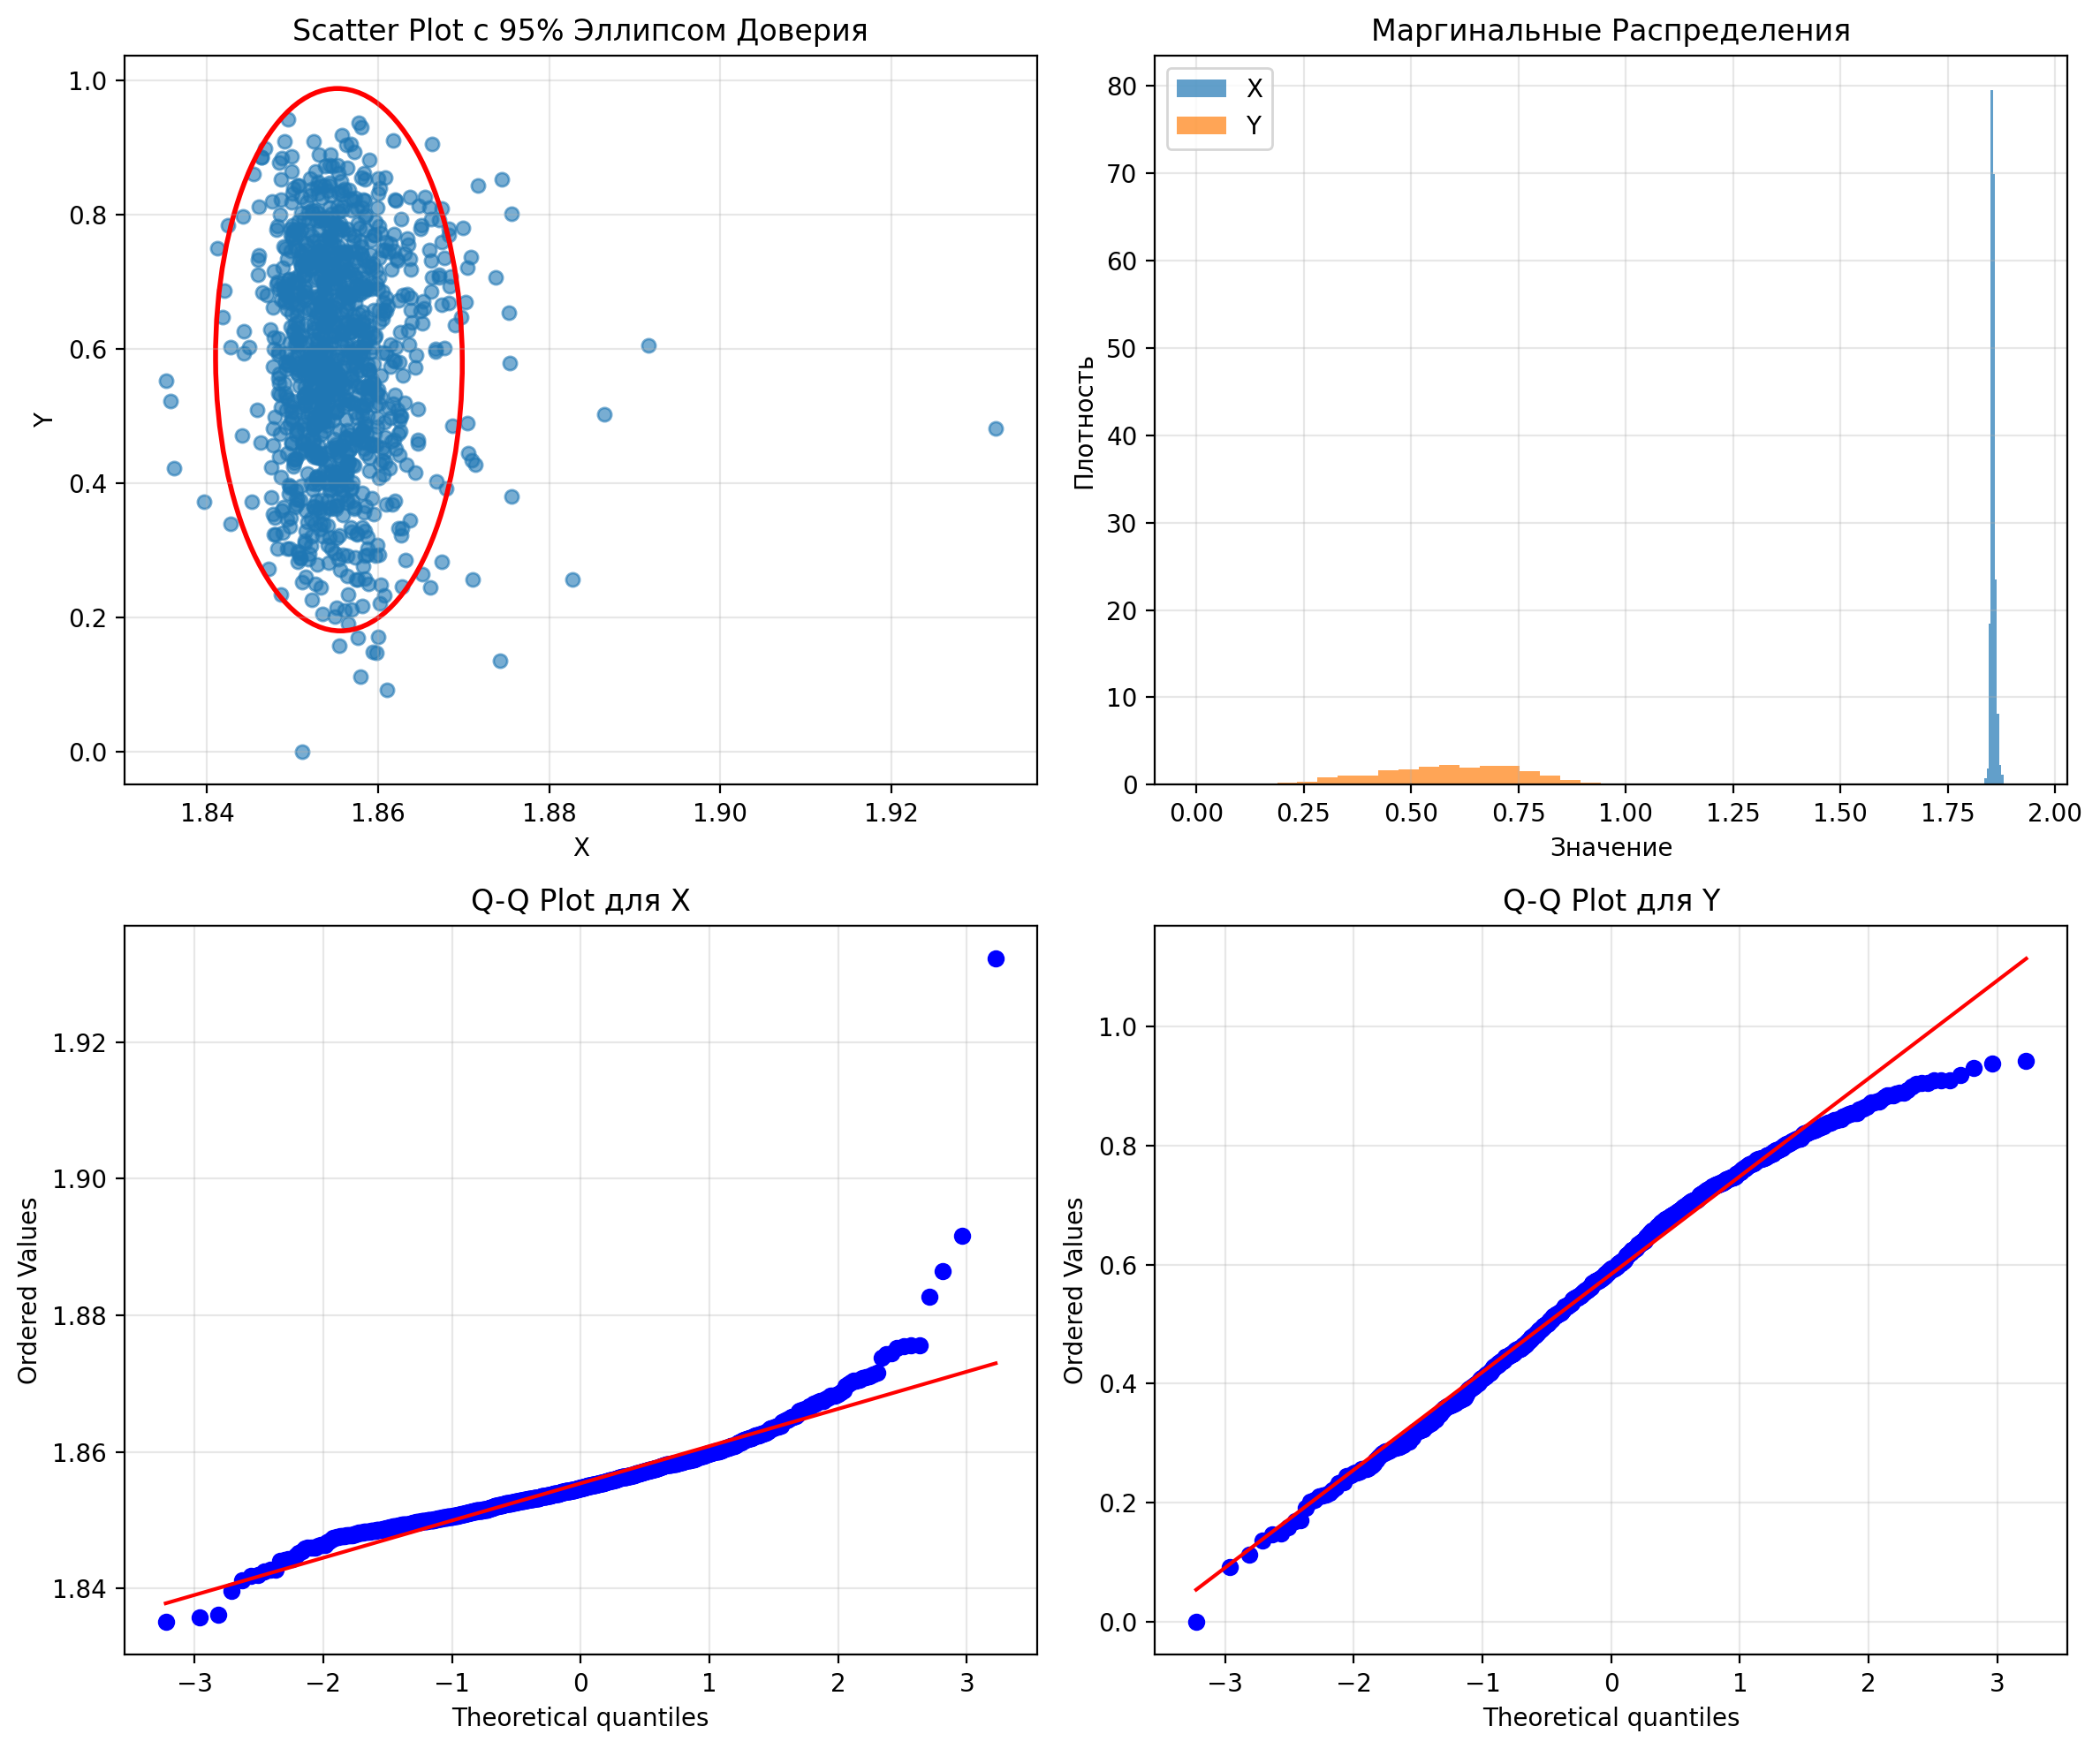 Scatter Plot с 95% Эллипсом Доверия
1.0
0.8
0.6
0.4
0.2
0.0
Y
1.84 1.86 1.88 1.90 1.92
X
Маргинальные Распределения
X
Y
80
70
60
50
40
30
20
10
0
Плотность
0.00 0.25 0.50 0.75 1.00 1.25 1.50 1.75 2.00
Значение
Q-Q Plot для X
1.92
1.90
1.88
1.86
1.84
Ordered Values
−3 −2 −1 0 1 2 3
Theoretical quantiles
Q-Q Plot для Y
1.0
0.8
0.6
0.4
0.2
0.0
Ordered Values
−3 −2 −1 0 1 2 3
Theoretical quantiles